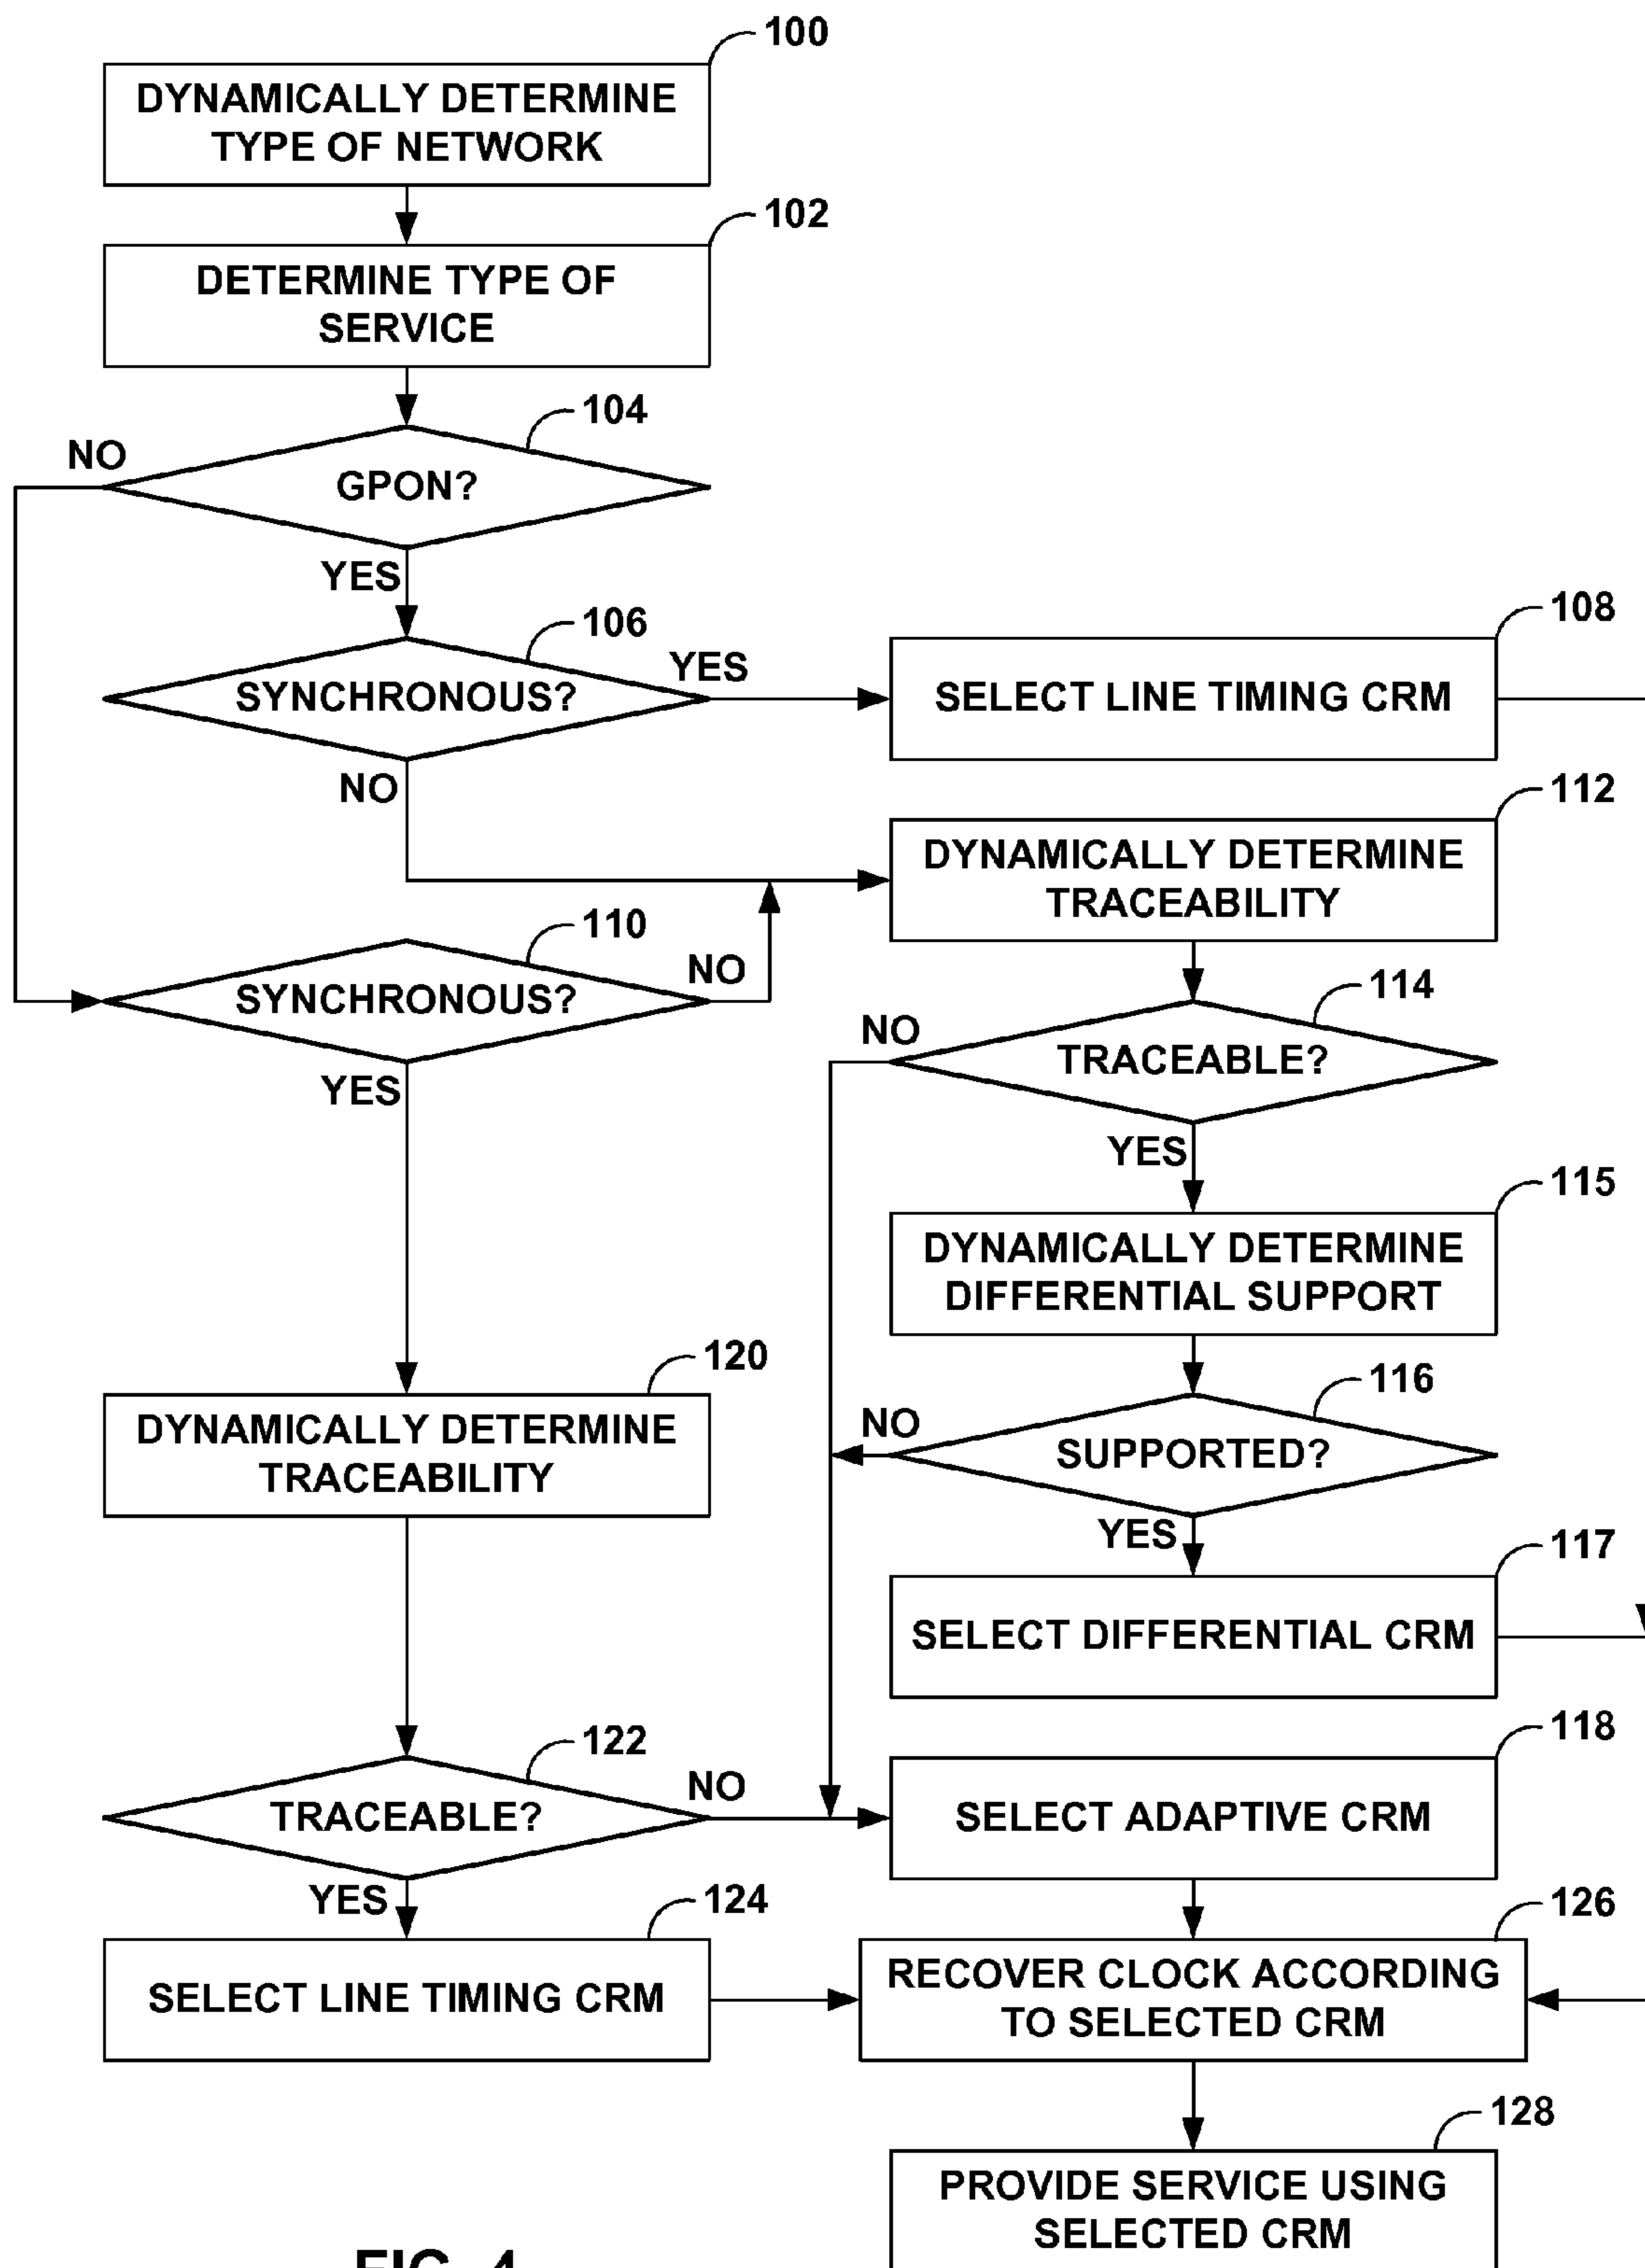 100
DYNAMICALLY DETERMINE
TYPE OF NETWORK
102
DETERMINE TYPE OF
SERVICE
104
NO
GPON?
YES
106
SYNCHRONOUS?
YES
108
SELECT LINE TIMING CRM
NO
112
DYNAMICALLY DETERMINE
TRACEABILITY
110
SYNCHRONOUS?
NO
YES
114
NO
TRACEABLE?
YES
115
DYNAMICALLY DETERMINE
DIFFERENTIAL SUPPORT
120
DYNAMICALLY DETERMINE
TRACEABILITY
116
NO
SUPPORTED?
YES
117
SELECT DIFFERENTIAL CRM
122
TRACEABLE?
NO
118
SELECT ADAPTIVE CRM
YES
124
SELECT LINE TIMING CRM
126
RECOVER CLOCK ACCORDING
TO SELECTED CRM
128
PROVIDE SERVICE USING
SELECTED CRM
FIG. 4